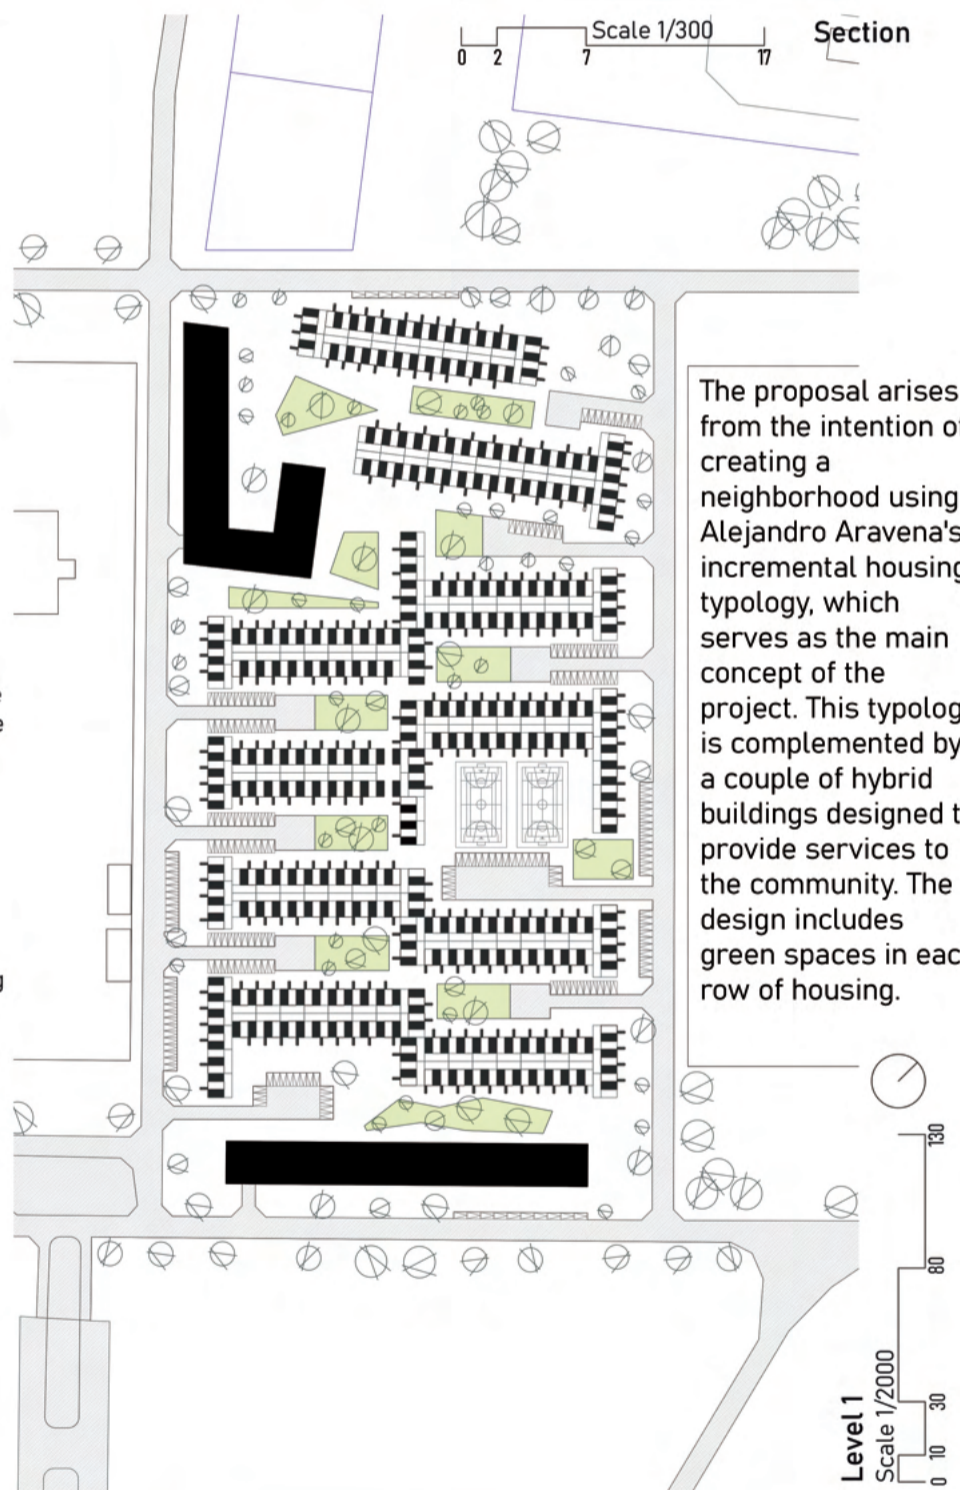 Scale 1/300
Section
0 2 7 17
The proposal arises
from the intention of
creating a
neighborhood using
Alejandro Aravena's
incremental housing
typology, which
serves as the main
concept of the
project. This typolog
is complemented by
a couple of hybrid
buildings designed t
provide services to
the community. The
design includes
green spaces in eac
row of housing.
Level 1
Scale 1/2000
0 10 30 80 130